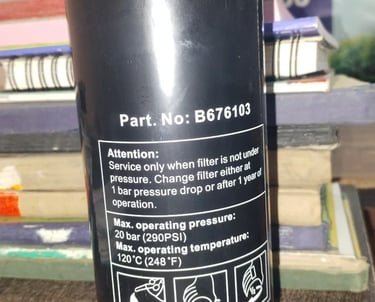 Part. No: B676103
Attention:
Service only when filter is not under
pressure. Change filter either at
1 bar pressure drop or after 1 year of
operation.
Max. operating pressure:
20 bar (290PSI)
Max. operating temperature:
120°C (248°F)